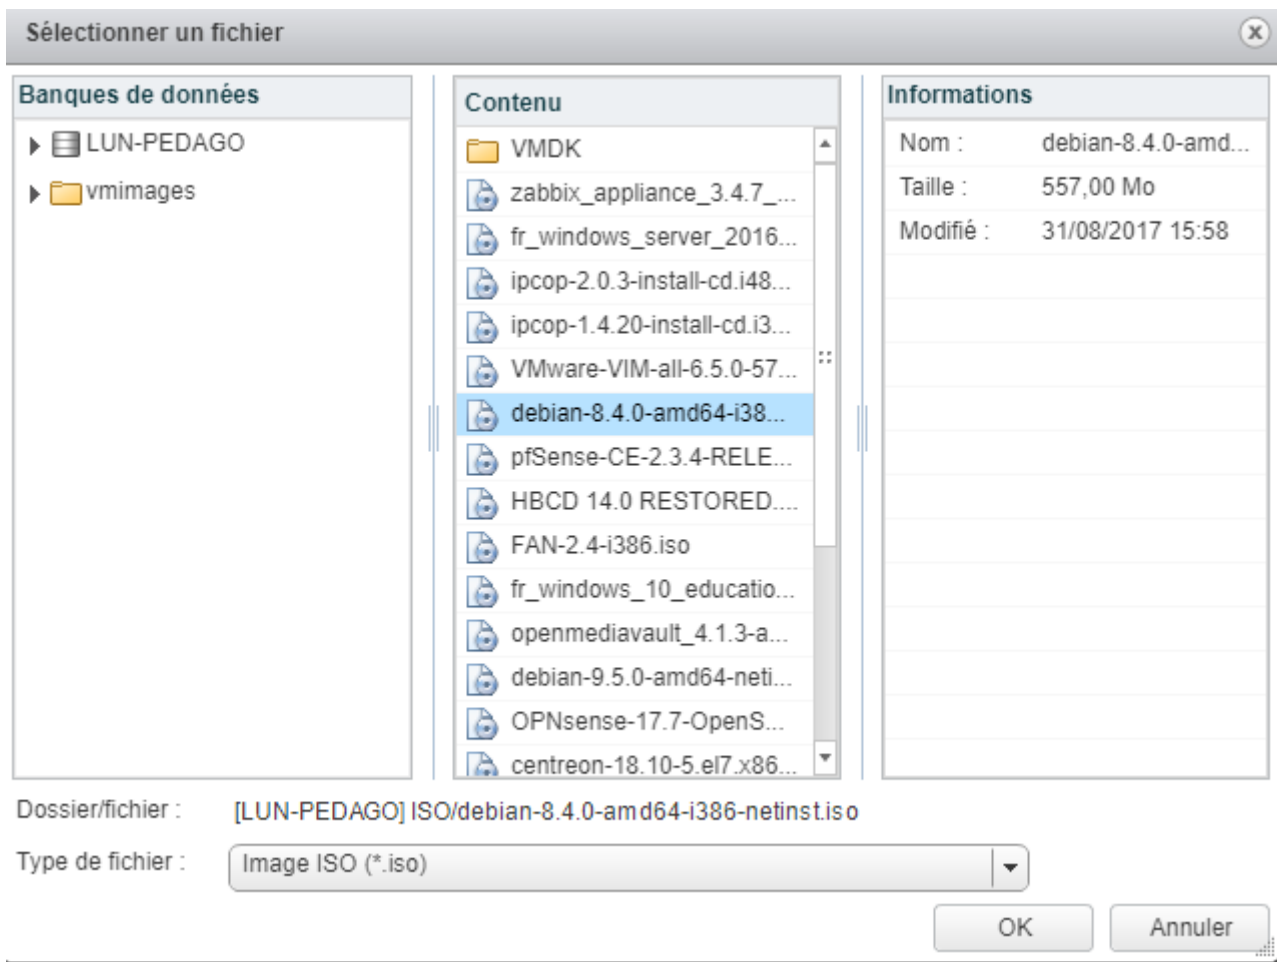 Sélectionner un fichier
Banques de données
LUN-PEDAGO
vmimages
Contenu
VMDK
zabbix_appliance_3.4.7_...
fr_windows_server_2016...
ipcop-2.0.3-install-cd.i48...
ipcop-1.4.20-install-cd.i3...
VMware-VIM-all-6.5.0-57...
debian-8.4.0-amd64-i38...
pfSense-CE-2.3.4-RELE...
HBCD 14.0 RESTORED....
FAN-2.4-i386.iso
fr_windows_10_educatio...
openmediavault_4.1.3-a...
debian-9.5.0-amd64-neti...
OPNsense-17.7-OpenS...
centreon-18.10-5.el7.x86...
Informations
Nom : debian-8.4.0-amd...
Taille : 557,00 Mo
Modifié : 31/08/2017 15:58
Dossier/fichier : [LUN-PEDAGO] ISO/debian-8.4.0-amd64-i386-netinst.iso
Type de fichier : Image ISO (*.iso)
OK Annuler